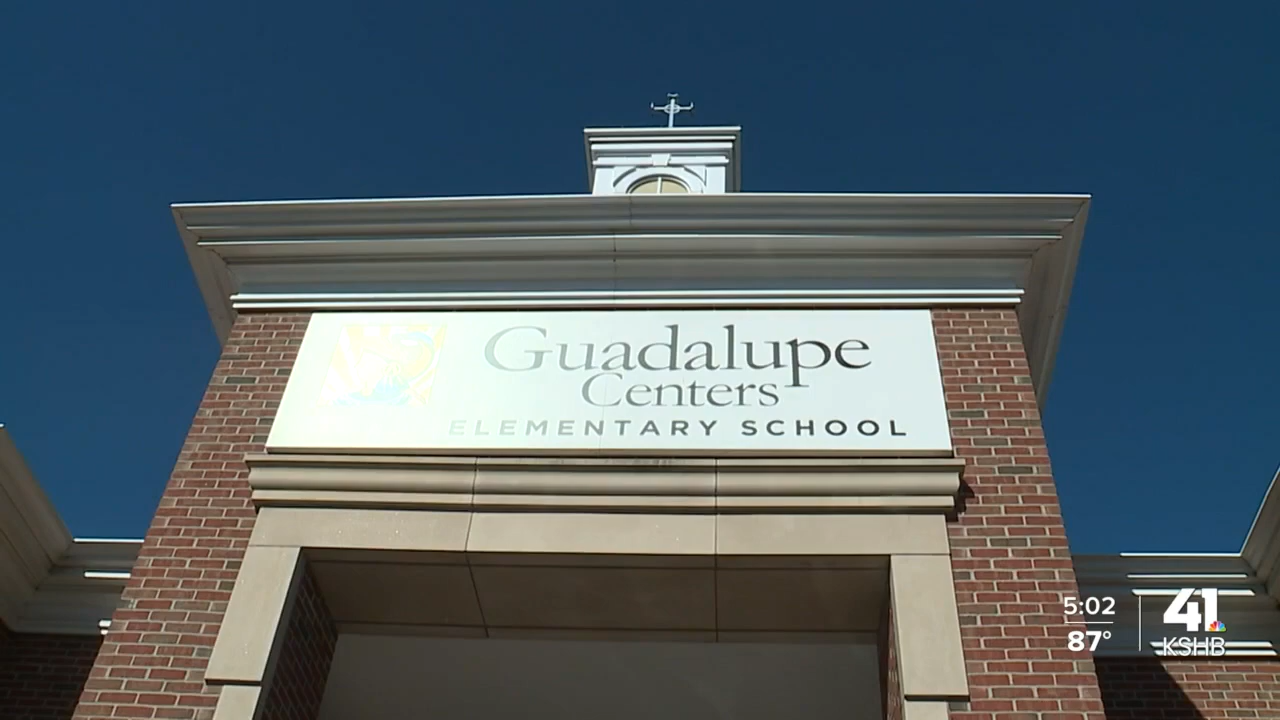 Guadalupe
Centers
ELEMENTARY SCHOOL
5:02
87°
41
KSHB